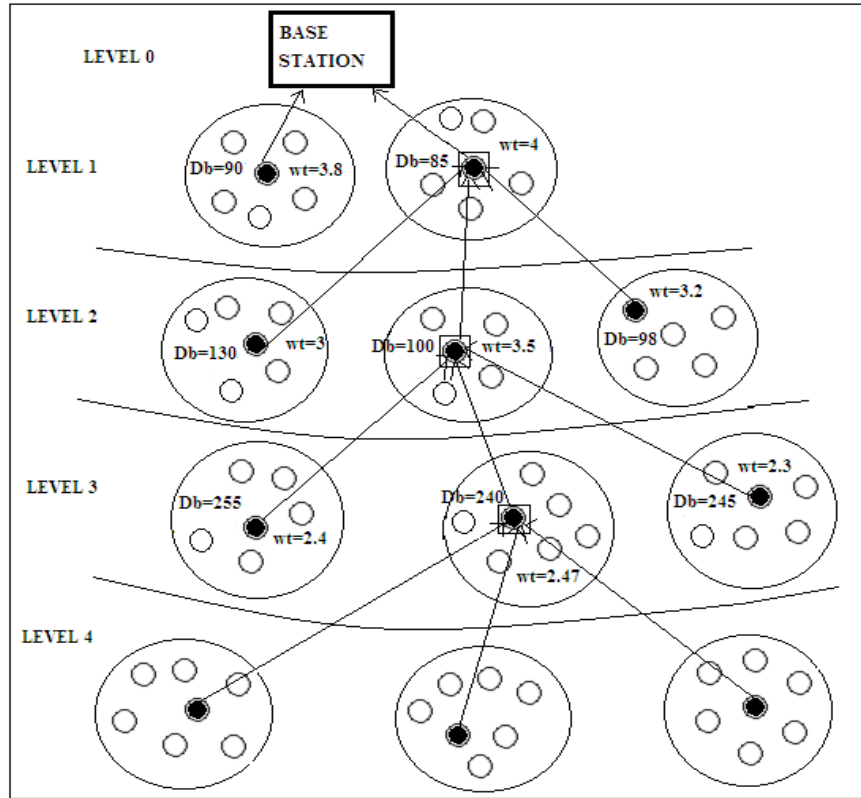 BASE
STATION
LEVEL 0
LEVEL 1
Db=90
wt=3.8
Db=85
wt=4
LEVEL 2
Db=130
wt=3
Db=100
wt=3.5
wt=3.2
Db=98
LEVEL 3
Db=255
wt=2.4
Db=240
wt=2.47
wt=2.3
Db=245
LEVEL 4